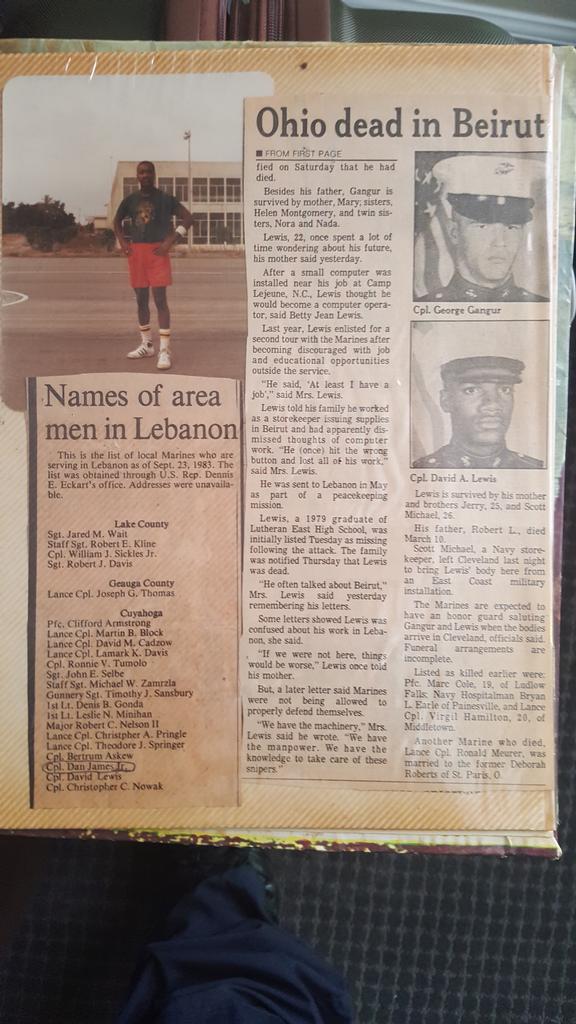 Ohio dead in Beirut
■ FROM FIRST PAGE
fied on Saturday that he had
died.
Besides his father, Gangur is
survived by mother, Mary; sisters,
Helen Montgomery, and twin sis-
ters, Nora and Nada.
Lewis, 22, once spent a lot of
time wondering about his future,
his mother said yesterday.
After a small computer was
installed near his job at Camp
Lejeune, N.C., Lewis thought he
would become a computer opera-
tor, said Betty Jean Lewis.
Last year, Lewis enlisted for a
second tour with the Marines after
becoming discouraged with job
and educational opportunities
outside the service.
"He said, 'At least I have a
job'," said Mrs. Lewis.
Lewis told his family he worked
as a storekeeper issuing supplies
in Beirut and had apparently dis-
missed thoughts of computer
work. "He (once) hit the wrong
button and lost all of his work,"
said Mrs. Lewis.
He was sent to Lebanon in May
as part of a peacekeeping
mission.
Lewis, a 1979 graduate of
Lutheran East High School, was
initially listed Tuesday as missing
following the attack. The family
was notified Thursday that Lewis
was dead.
"He often talked about Beirut,"
Mrs. Lewis said yesterday
remembering his letters.
Some letters showed Lewis was
confused about his work in Leba-
non, she said.
"If we were not here, things
would be worse," Lewis once told
his mother.
But, a later letter said Marines
were not being allowed to
properly defend themselves.
"We have the machinery," Mrs.
Lewis said he wrote. "We have
the manpower. We have the
knowledge to take care of these
snipers."
Cpl. George Gangur
Cpl. David A. Lewis
Lewis is survived by his mother
and brothers Jerry, 25, and Scott
Michael, 26.
His father, Robert L., died
March 10.
Scott Michael, a Navy store-
keeper, left Cleveland last night
to bring Lewis' body here from
an East Coast military
installation.
The Marines are expected to
have an honor guard saluting
Gangur and Lewis when the bodies
arrive in Cleveland, officials said.
Funeral arrangements are
incomplete.
Listed as killed earlier were:
Pfc. Marc Cole, 19, of Ludlow
Falls; Navy Hospitalman Bryan
L. Earle of Painesville, and Lance
Cpl. Virgil Hamilton, 20, of
Middletown.
Another Marine who died,
Lance Cpl. Ronald Meurer, was
married to the former Deborah
Roberts of St. Paris, O.
Names of area
men in Lebanon
This is the list of local Marines who are
serving in Lebanon as of Sept. 23, 1983. The
list was obtained through U.S. Rep. Dennis
E. Eckart's office. Addresses were unavaila-
ble.
Lake County
Sgt. Jared M. Wait
Staff Sgt. Robert E. Kline
Cpl. William J. Sickles Jr.
Sgt. Robert J. Davis
Geauga County
Lance Cpl. Joseph G. Thomas
Cuyahoga
Pfc. Clifford Armstrong
Lance Cpl. Martin B. Block
Lance Cpl. David M. Cadzow
Lance Cpl. Lamark K. Davis
Cpl. Ronnie V. Tumolo
Sgt. John E. Selbe
Staff Sgt. Michael W. Zamrzla
Gunnery Sgt. Timothy J. Sansbury
1st Lt. Denis B. Gonda
1st Lt. Leslie N. Minihan
Major Robert C. Nelson II
Lance Cpl. Christpher A. Pringle
Lance Cpl. Theodore J. Springer
Cpl. Bertrum Askew
Cpl. Dan James Jr.
Cpl. David Lewis
Cpl. Christopher C. Nowak